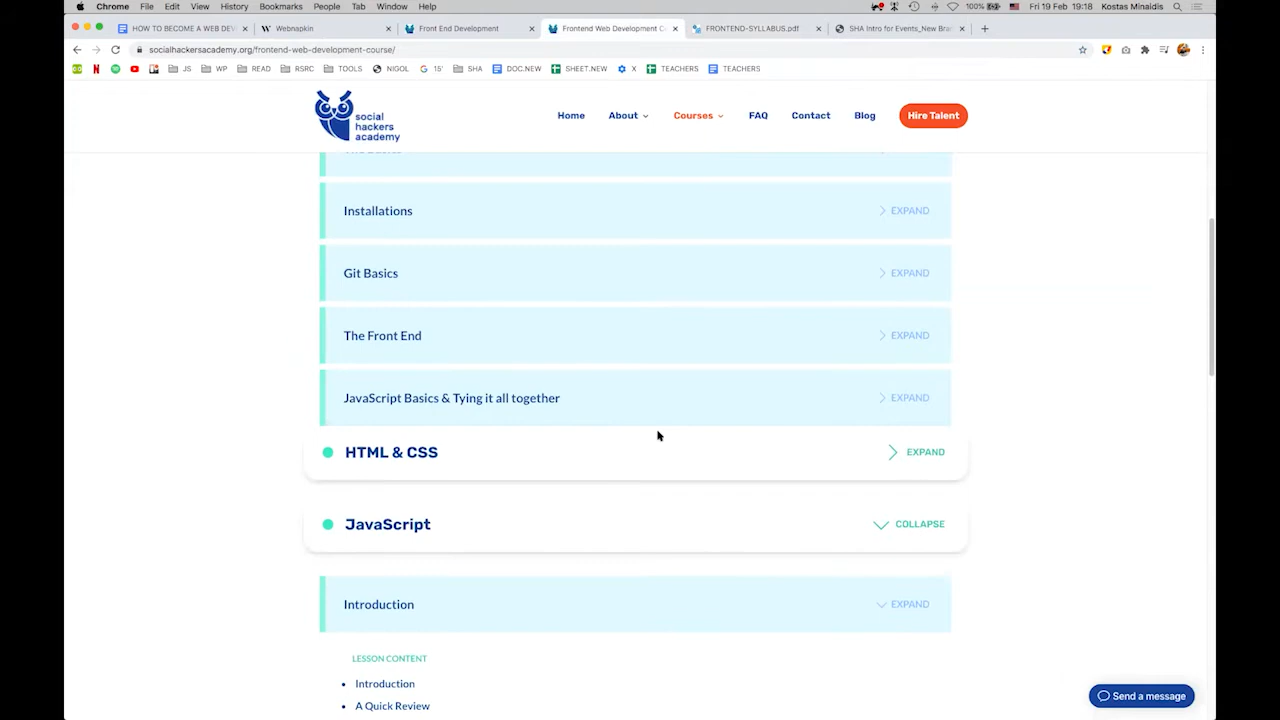 Chrome File Edit View History Bookmarks People Tab Window Help 100% Fri 19 Feb 19:18 Kostas Minaidis
HOW TO BECOME A WEB DEV Webnapkin Front End Development Frontend Web Development C FRONTEND-SYLLABUS.pdf SHA Intro for Events_New Bran
socialhackersacademy.org/frontend-web-development-course/
JS WP READ RSRC TOOLS NIGOL 15' SHA DOC.NEW SHEET.NEW X TEACHERS TEACHERS
social
hackers
academy
Home About Courses FAQ Contact Blog Hire Talent
Installations EXPAND
Git Basics EXPAND
The Front End EXPAND
JavaScript Basics & Tying it all together EXPAND
HTML & CSS EXPAND
JavaScript COLLAPSE
Introduction EXPAND
LESSON CONTENT
• Introduction
• A Quick Review
Send a message